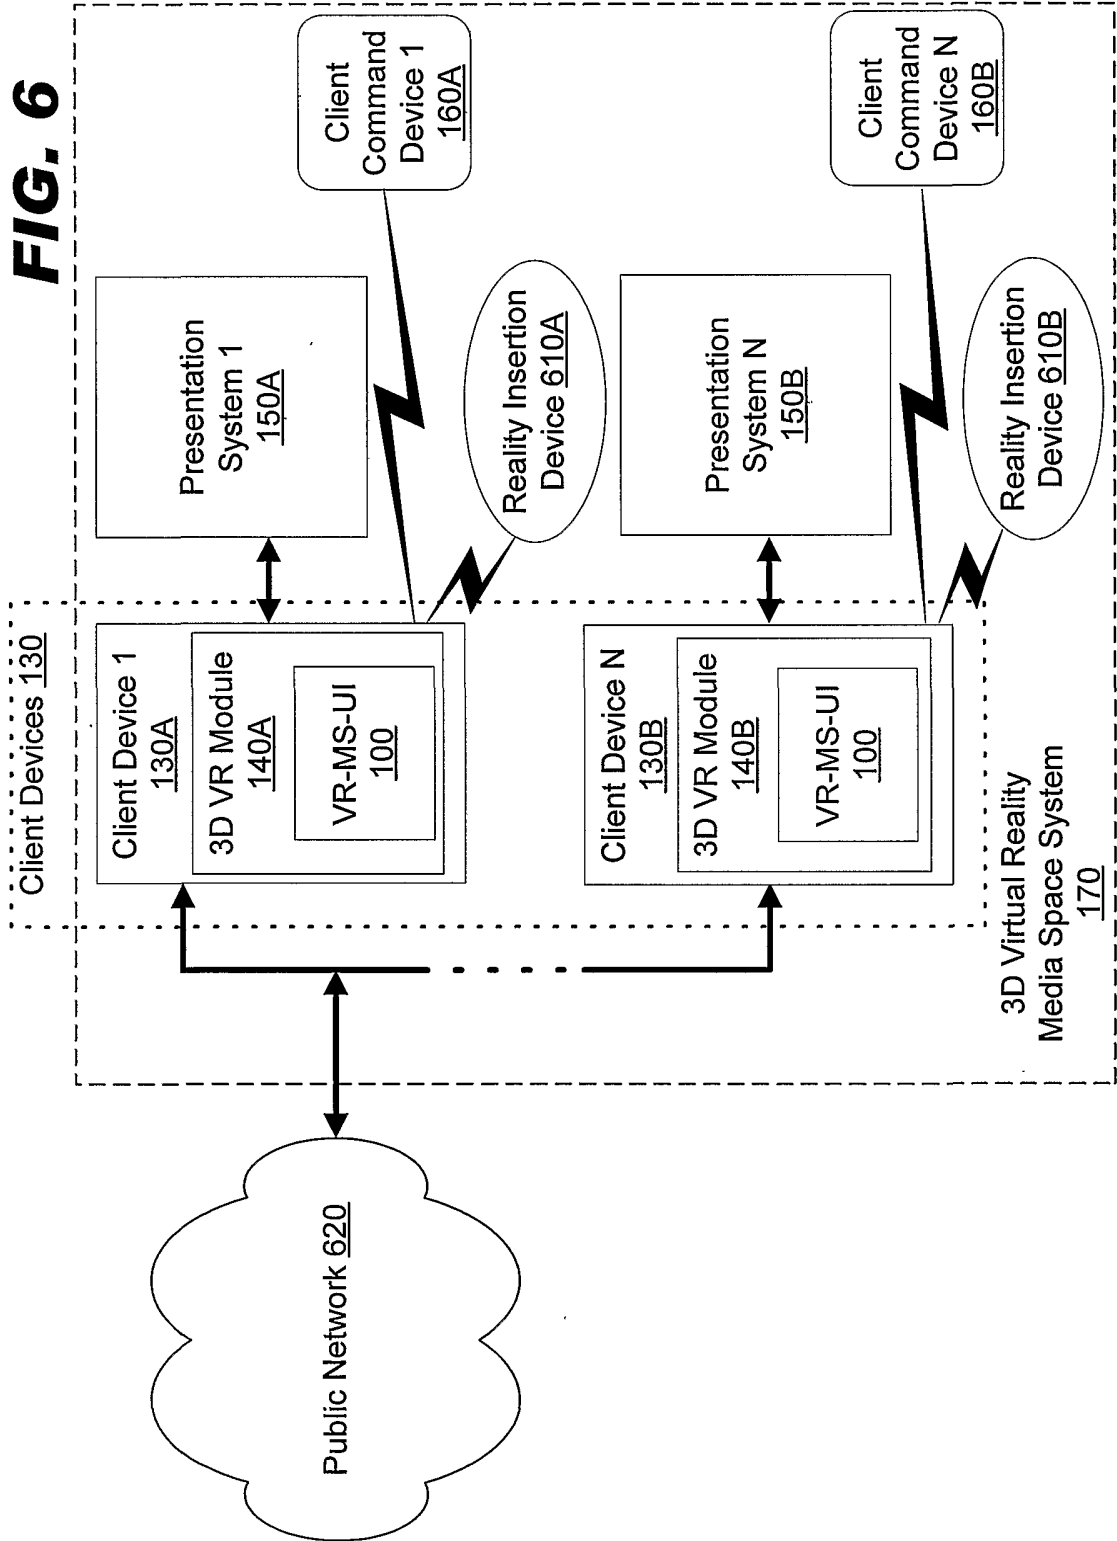 FIG. 6
Client Devices 130
Client Device 1
130A
3D VR Module
140A
VR-MS-UI
100
Presentation
System 1
150A
Client
Command
Device 1
160A
Reality Insertion
Device 610A
Public Network 620
Client Device N
130B
3D VR Module
140B
VR-MS-UI
100
Presentation
System N
150B
Client
Command
Device N
160B
Reality Insertion
Device 610B
3D Virtual Reality
Media Space System
170